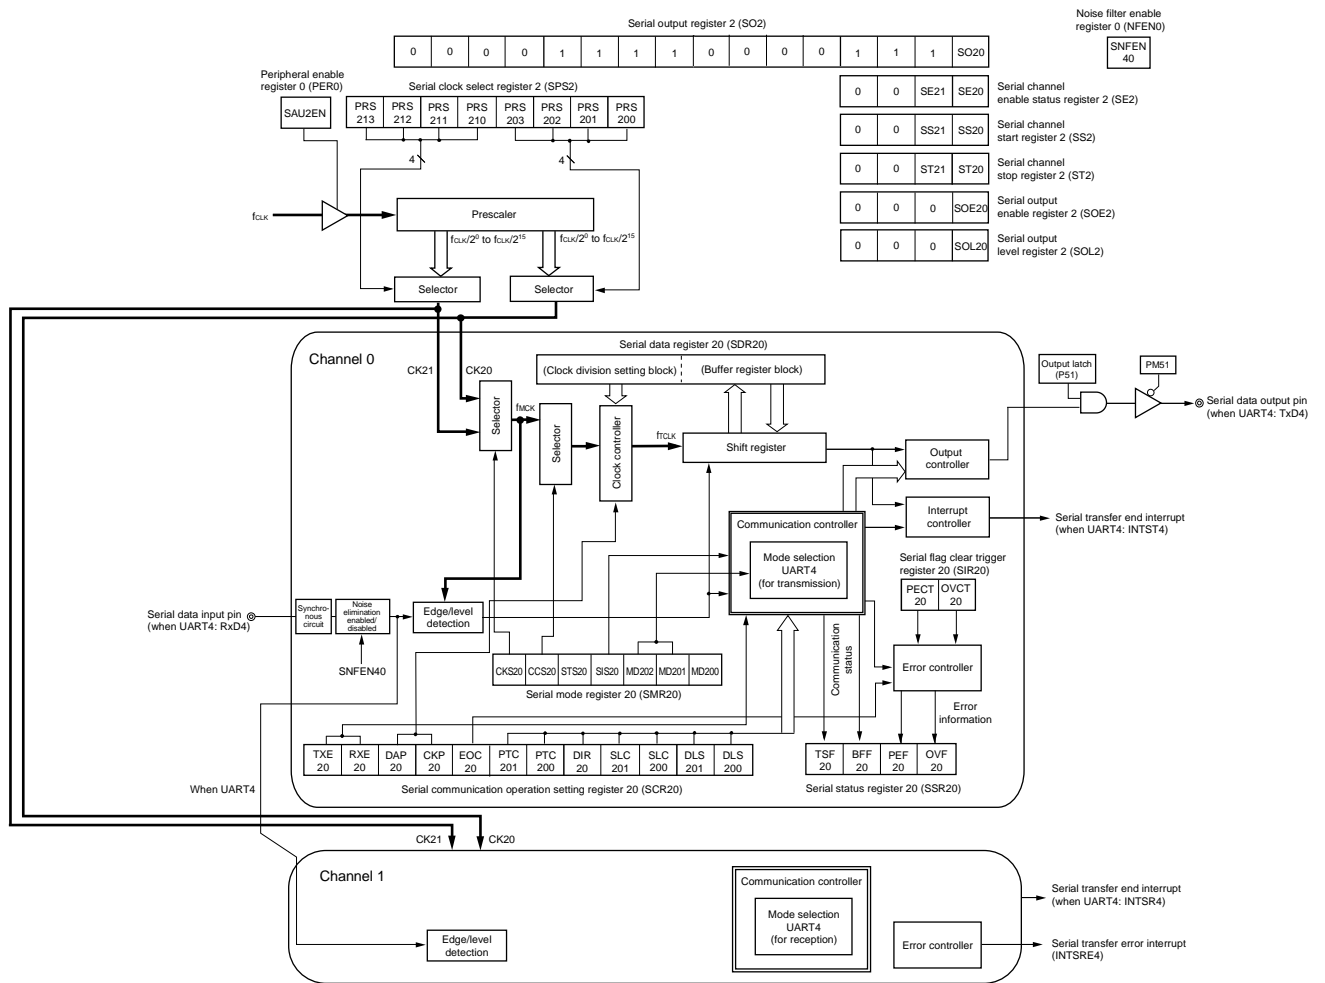 Serial output register 2 (SO2)
0 0 0 0 1 1 1 1 0 0 0 0 1 1 1 SO20
Noise filter enable
register 0 (NFEN0)
SNFEN
40
Peripheral enable
register 0 (PER0)
SAU2EN
Serial clock select register 2 (SPS2)
PRS PRS PRS PRS PRS PRS PRS PRS
213 212 211 210 203 202 201 200
4
4
0 0 SE21 SE20
Serial channel
enable status register 2 (SE2)
0 0 SS21 SS20
Serial channel
start register 2 (SS2)
0 0 ST21 ST20
Serial channel
stop register 2 (ST2)
0 0 0 SOE20
Serial output
enable register 2 (SOE2)
0 0 0 SOL20
Serial output
level register 2 (SOL2)
fCLK
Prescaler
fCLK/2⁰ to fCLK/2¹⁵
fCLK/2⁰ to fCLK/2¹⁵
Selector
Selector
Channel 0
CK21
CK20
Serial data register 20 (SDR20)
(Clock division setting block)
(Buffer register block)
Selector
fMCK
Selector
Clock controller
fTCLK
Shift register
Output latch
(P51)
PM51
Serial data output pin
(when UART4: TxD4)
Output
controller
Interrupt
controller
Serial transfer end interrupt
(when UART4: INTST4)
Communication controller
Mode selection
UART4
(for transmission)
Serial flag clear trigger
register 20 (SIR20)
PECT OVCT
20 20
Serial data input pin
(when UART4: RxD4)
Synchro-
nous
circuit
Noise
elimination
enabled/
disabled
SNFEN40
Edge/level
detection
CKS20 CCS20 STS20 SIS20 MD202 MD201 MD200
Serial mode register 20 (SMR20)
Communication
status
Error controller
Error
information
TXE RXE DAP CKP EOC PTC PTC DIR SLC SLC DLS DLS
20 20 20 20 20 201 200 20 201 200 201 200
Serial communication operation setting register 20 (SCR20)
TSF BFF PEF OVF
20 20 20 20
Serial status register 20 (SSR20)
When UART4
CK21
CK20
Channel 1
Communication controller
Mode selection
UART4
(for reception)
Edge/level
detection
Error controller
Serial transfer end interrupt
(when UART4: INTSR4)
Serial transfer error interrupt
(INTSRE4)